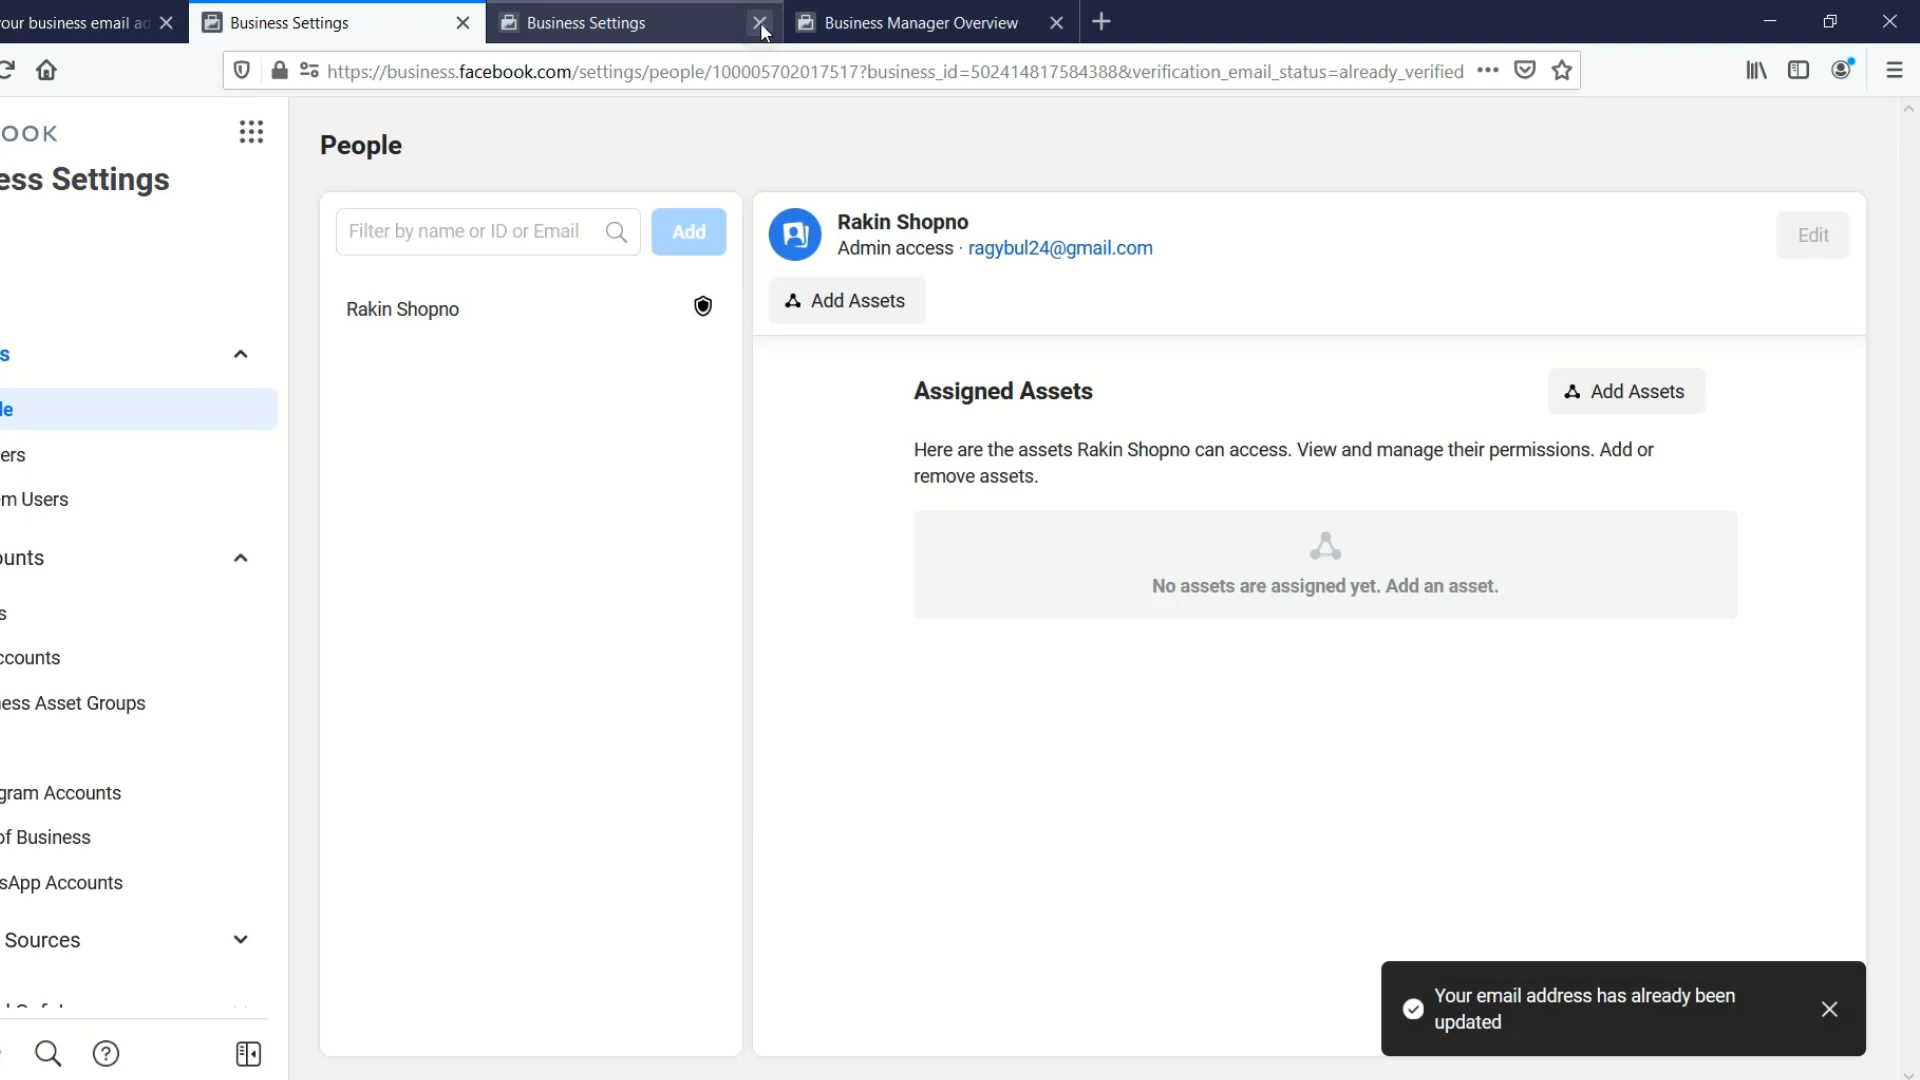 our business email ad
Business Settings
Business Settings
Business Manager Overview
https://business.facebook.com/settings/people/100005702017517?business_id=502414817584388&verification_email_status=already_verified
OOK
ess Settings
People
Filter by name or ID or Email
Add
Rakin Shopno
Rakin Shopno
Admin access · ragybul24@gmail.com
Edit
Add Assets
Assigned Assets
Add Assets
Here are the assets Rakin Shopno can access. View and manage their permissions. Add or
remove assets.
No assets are assigned yet. Add an asset.
s
le
ers
m Users
ounts
s
ccounts
ess Asset Groups
gram Accounts
of Business
sApp Accounts
Sources
Your email address has already been
updated